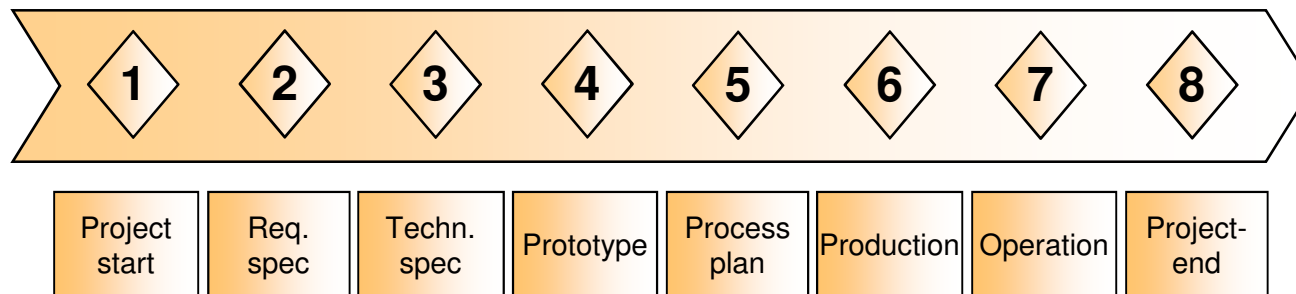 1 2 3 4 5 6 7 8
Project
start
Req.
spec
Techn.
spec
Prototype
Process
plan
Production
Operation
Project-
end